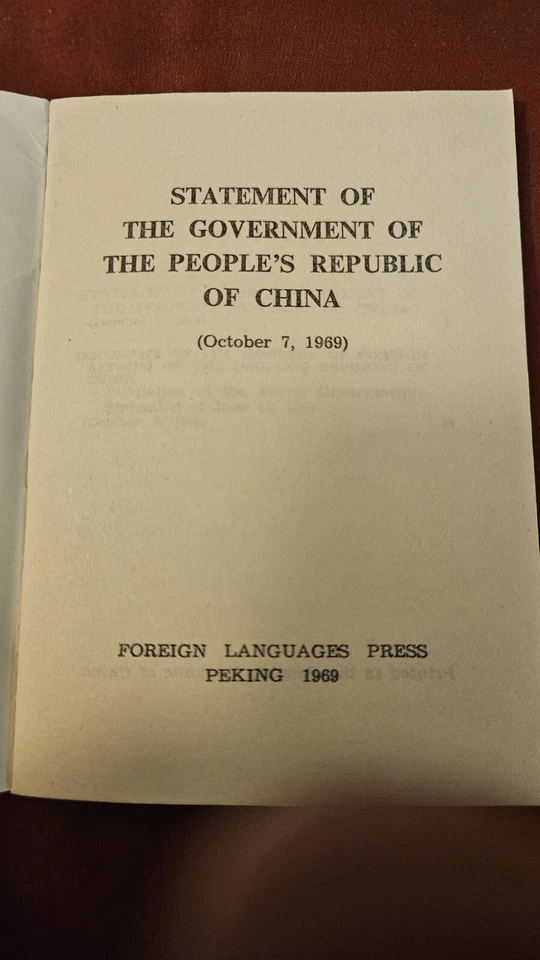 STATEMENT OF
THE GOVERNMENT OF
THE PEOPLE'S REPUBLIC
OF CHINA
(October 7, 1969)
FOREIGN LANGUAGES PRESS
PEKING 1969